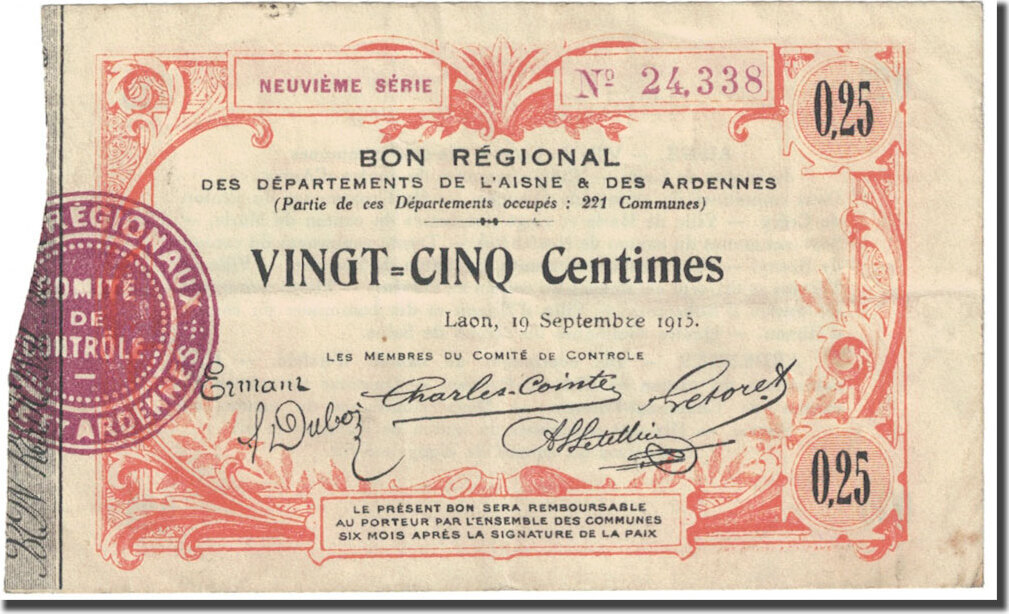 NEUVIÈME SÉRIE
Nº 24,338
0,25
BON RÉGIONAL
DES DÉPARTEMENTS DE L'AISNE & DES ARDENNES
(Partie de ces Départements occupés : 221 Communes)
VINGT=CINQ Centimes
Laon, 19 Septembre 1915.
LES MEMBRES DU COMITÉ DE CONTROLE
Ermant
Charles-Cointe
A Duboi
RÉGIONAUX
COMITÉ
DE
CONTRÔLE
ARDENNES
BON
0,25
LE PRÉSENT BON SERA REMBOURSABLE
AU PORTEUR PAR L'ENSEMBLE DES COMMUNES
SIX MOIS APRÈS LA SIGNATURE DE LA PAIX